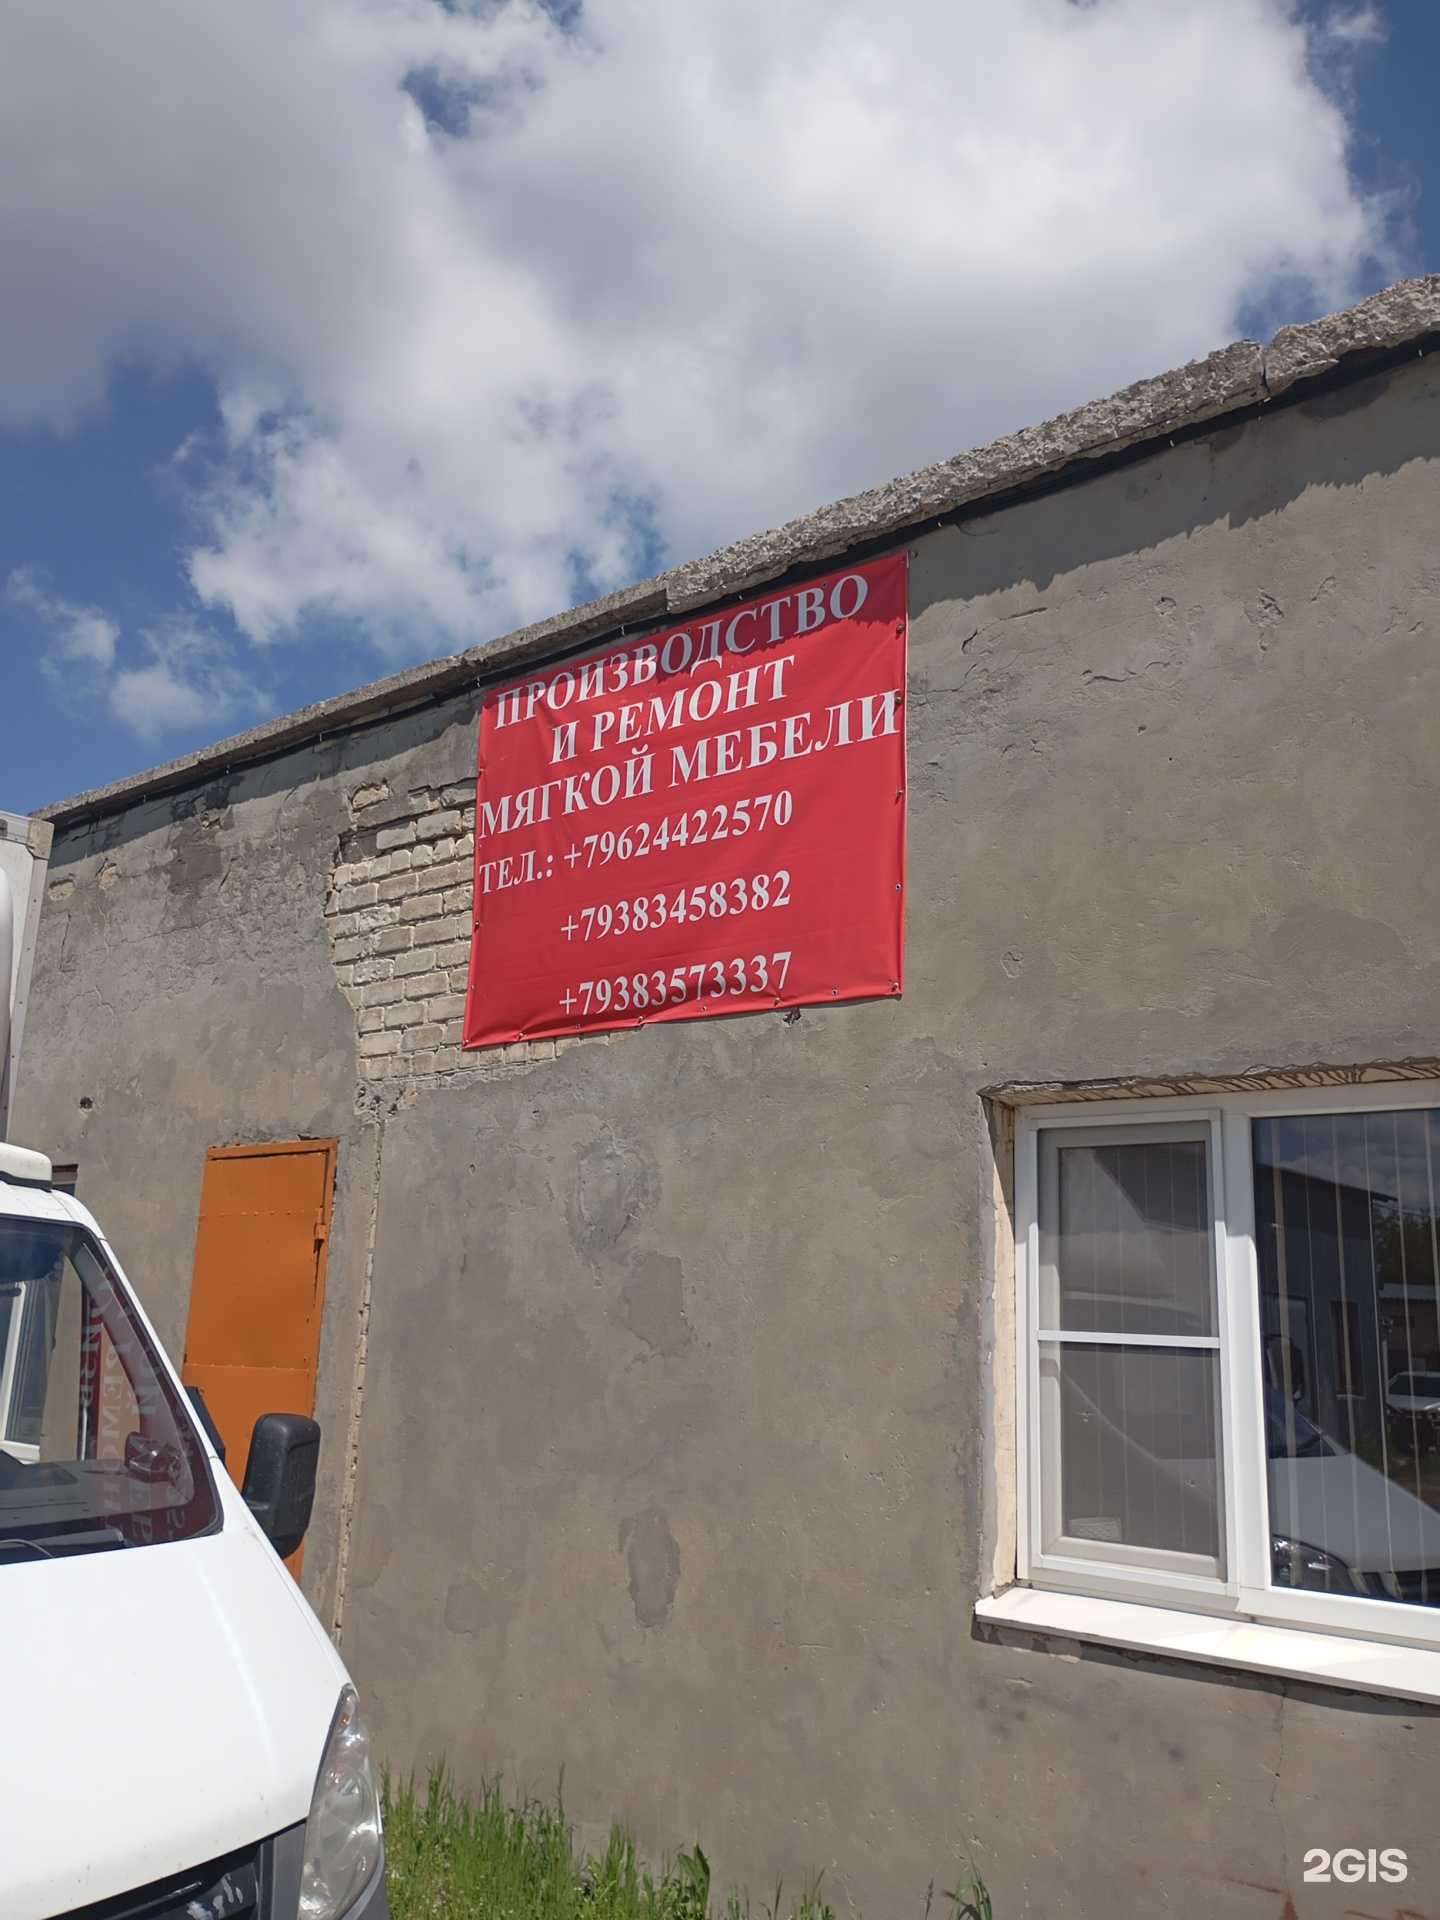 ПРОИЗВОДСТВО
И РЕМОНТ
МЯГКОЙ МЕБЕЛИ
ТЕЛ.: +79624422570
+79383458382
+79383573337
2GIS